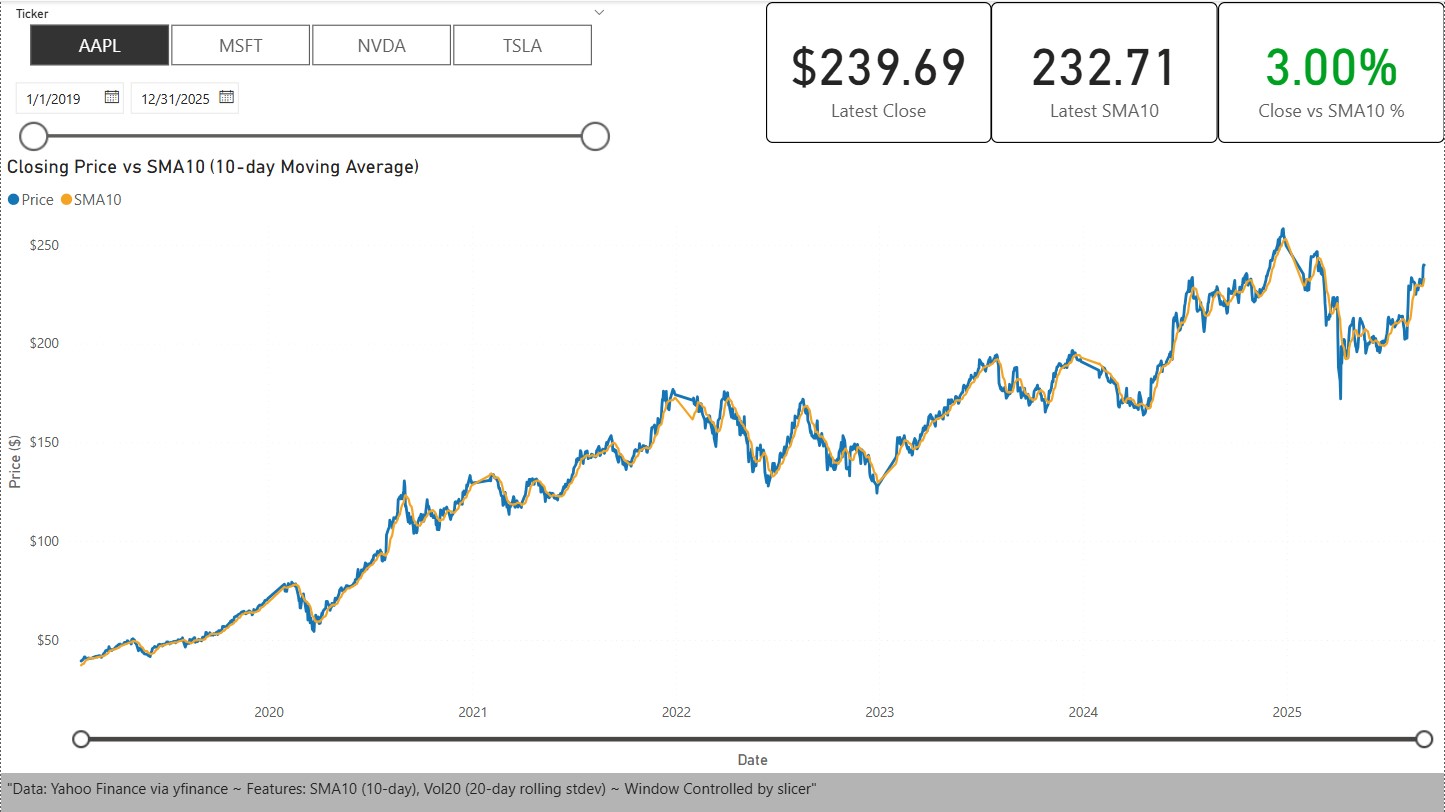 Ticker
AAPL MSFT NVDA TSLA
1/1/2019 12/31/2025
$239.69
Latest Close
232.71
Latest SMA10
3.00%
Close vs SMA10 %
Closing Price vs SMA10 (10-day Moving Average)
Price SMA10
Price ($)
$250
$200
$150
$100
$50
2020 2021 2022 2023 2024 2025
Date
"Data: Yahoo Finance via yfinance ~ Features: SMA10 (10-day), Vol20 (20-day rolling stdev) ~ Window Controlled by slicer"